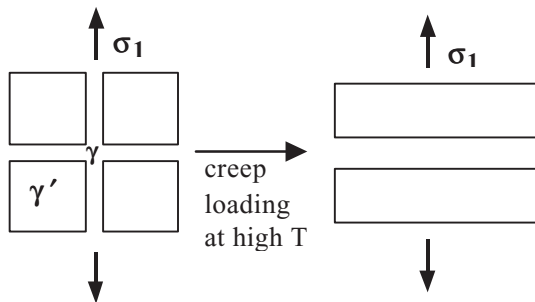 σ₁
σ₁
γ
γ′
creep
loading
at high T